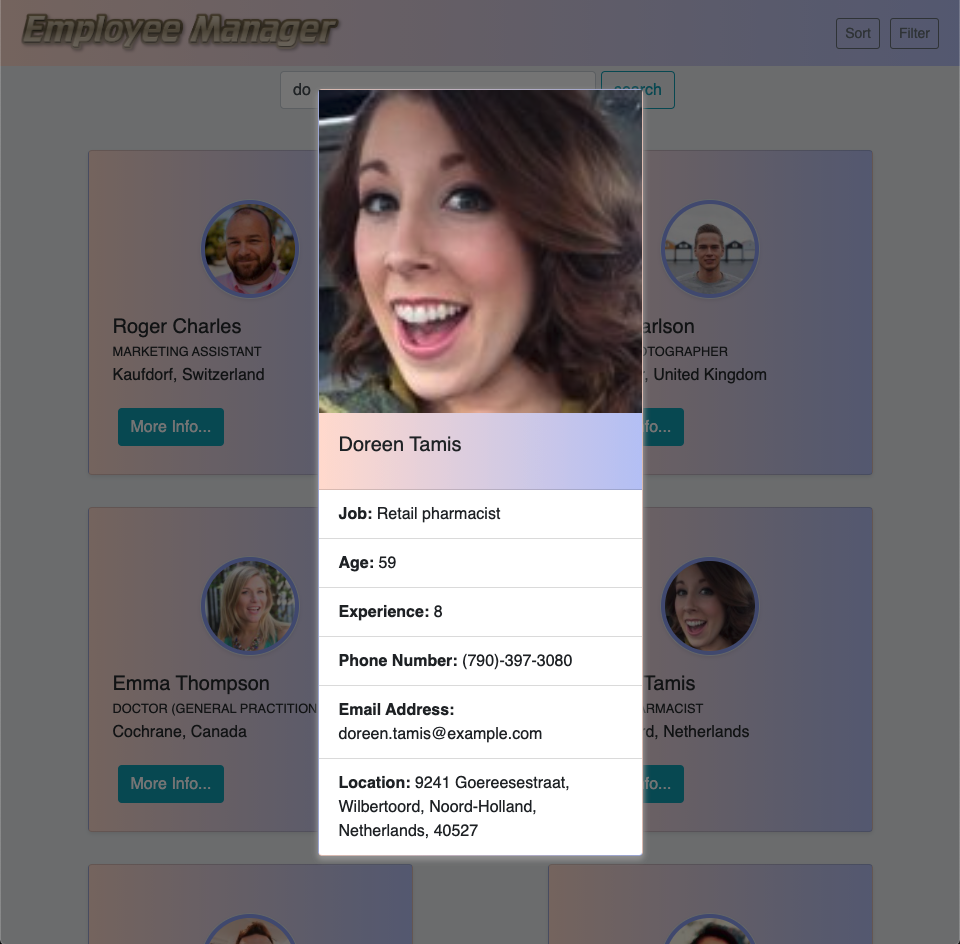 Employee Manager
Sort
Filter
do
search
Roger Charles
MARKETING ASSISTANT
Kaufdorf, Switzerland
More Info...
arlson
OTOGRAPHER
, United Kingdom
fo...
Doreen Tamis
Job: Retail pharmacist
Age: 59
Experience: 8
Phone Number: (790)-397-3080
Email Address:
doreen.tamis@example.com
Location: 9241 Goereesestraat,
Wilbertoord, Noord-Holland,
Netherlands, 40527
Emma Thompson
DOCTOR (GENERAL PRACTITION
Cochrane, Canada
More Info...
Tamis
RMACIST
rd, Netherlands
fo...